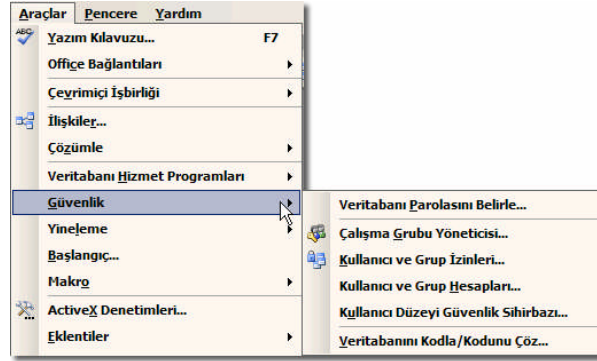 Araçlar Pencere Yardım
ABC
Yazım Kılavuzu... F7
Office Bağlantıları
Çevrimiçi İşbirliği
İlişkiler...
Çözümle
Veritabanı Hizmet Programları
Güvenlik
Yineleme
Başlangıç...
Makro
ActiveX Denetimleri...
Eklentiler
Veritabanı Parolasını Belirle...
Çalışma Grubu Yöneticisi...
Kullanıcı ve Grup İzinleri...
Kullanıcı ve Grup Hesapları...
Kullanıcı Düzeyi Güvenlik Sihirbazı...
Veritabanını Kodla/Kodunu Çöz...